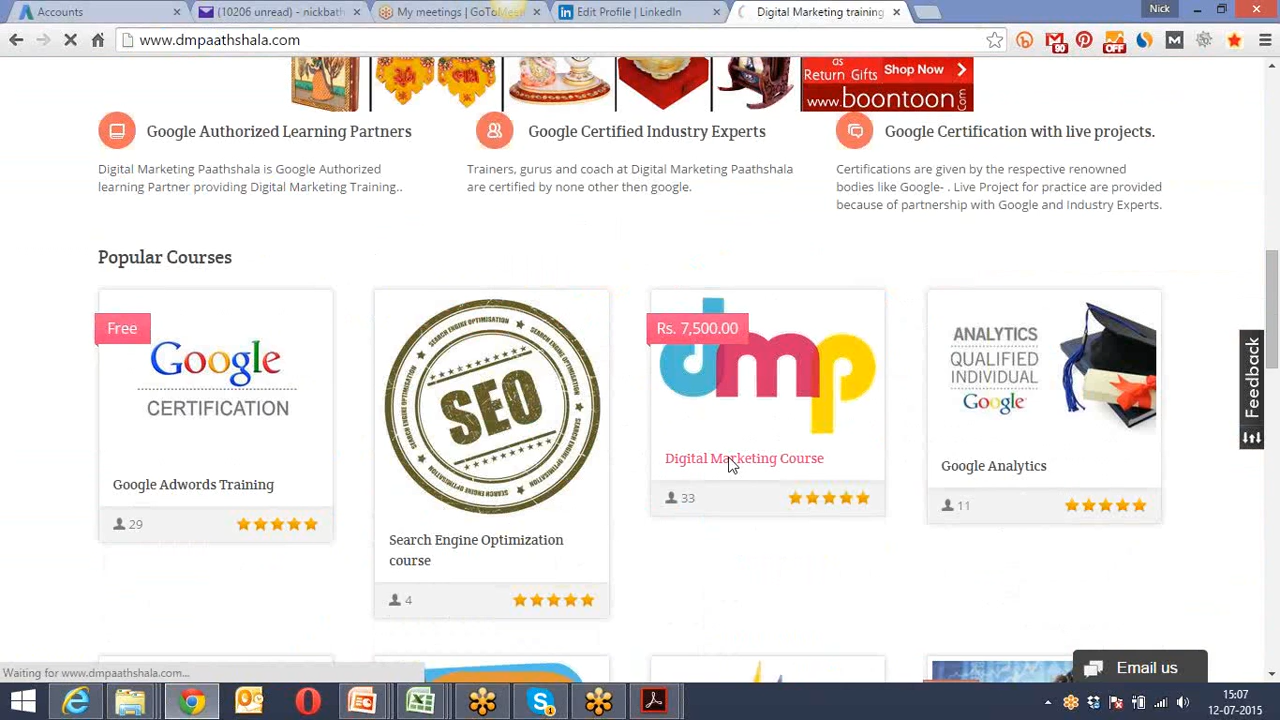 Accounts
(10206 unread) - nickbath
My meetings | GoToMeeti
Edit Profile | LinkedIn
Digital Marketing training
Nick
www.dmpaathshala.com
90
OFF
M
as
Return Gifts
Shop Now
www.boontoon.Com
Google Authorized Learning Partners
Google Certified Industry Experts
Google Certification with live projects.
Digital Marketing Paathshala is Google Authorized
learning Partner providing Digital Marketing Training..
Trainers, gurus and coach at Digital Marketing Paathshala
are certified by none other then google.
Certifications are given by the respective renowned
bodies like Google- . Live Project for practice are provided
because of partnership with Google and Industry Experts.
Popular Courses
Free
Google
CERTIFICATION
Google Adwords Training
29
SEARCH ENGINE OPTIMISATION
SEO
Search Engine Optimization
course
4
Rs. 7,500.00
dmp
Digital Marketing Course
33
ANALYTICS
QUALIFIED
INDIVIDUAL
Google
Google Analytics
11
Feedback
Email us
Waiting for www.dmpaathshala.com...
15:07
12-07-2015